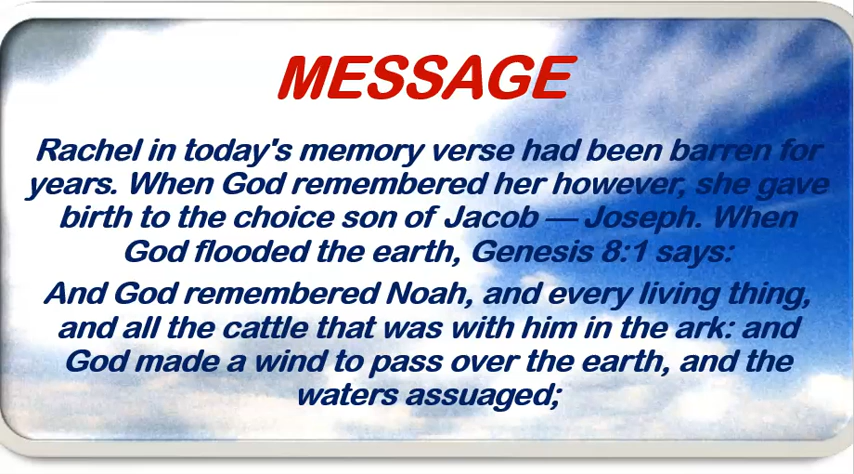 MESSAGE
Rachel in today's memory verse had been barren for
years. When God remembered her however, she gave
birth to the choice son of Jacob — Joseph. When
God flooded the earth, Genesis 8:1 says:
And God remembered Noah, and every living thing,
and all the cattle that was with him in the ark: and
God made a wind to pass over the earth, and the
waters assuaged;